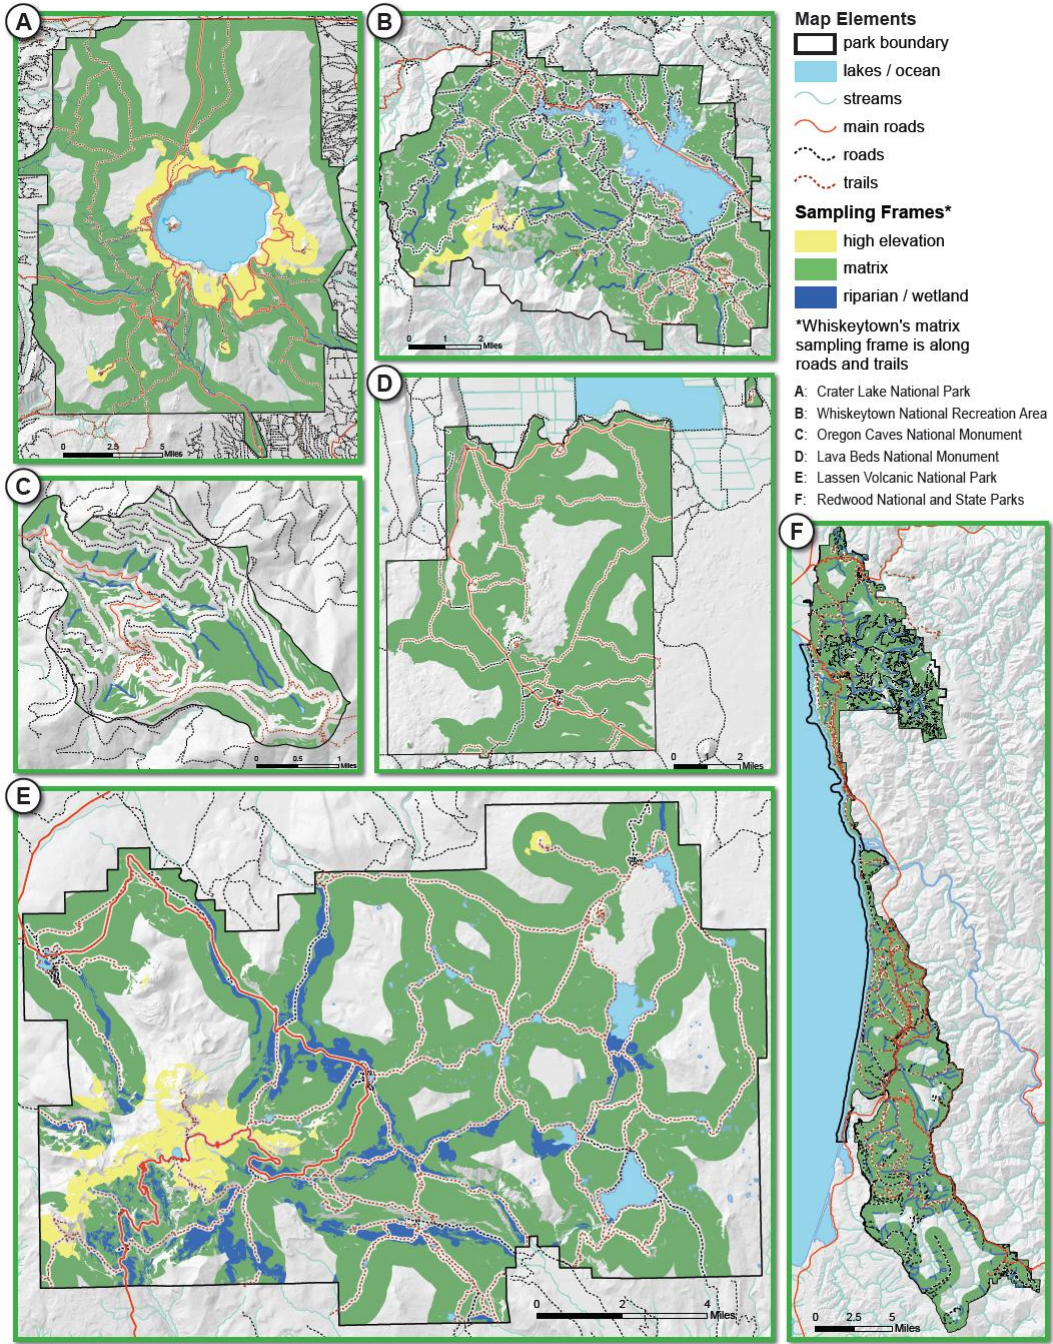 A
B
Map Elements
park boundary
lakes / ocean
streams
main roads
roads
trails
Sampling Frames*
high elevation
matrix
riparian / wetland
*Whiskeytown's matrix
sampling frame is along
roads and trails
A: Crater Lake National Park
B: Whiskeytown National Recreation Area
C: Oregon Caves National Monument
D: Lava Beds National Monument
E: Lassen Volcanic National Park
F: Redwood National and State Parks
0 2.5 5
Miles
0 1 2
Miles
C
0 0.5 1
Miles
D
0 1 2
Miles
E
0 2 4
Miles
F
0 2.5 5
Miles